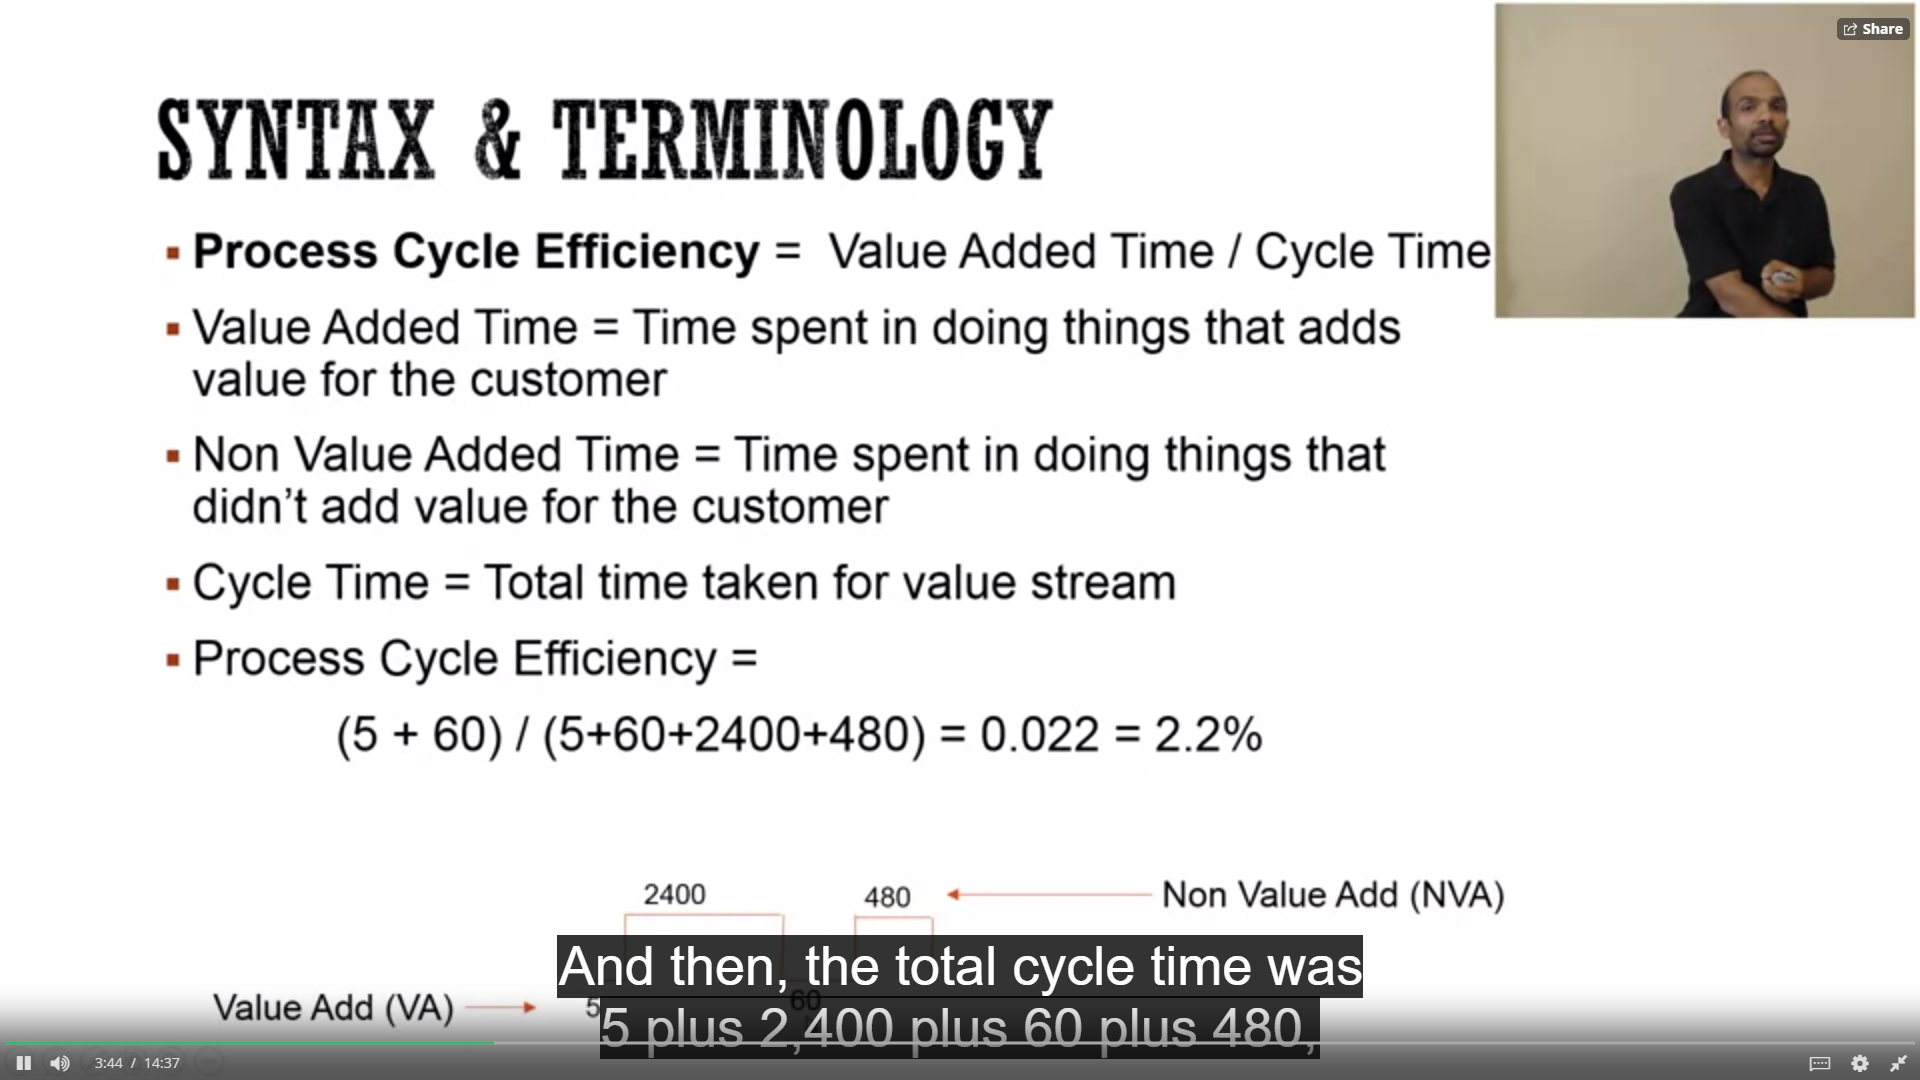 Share
SYNTAX & TERMINOLOGY
Process Cycle Efficiency = Value Added Time / Cycle Time
Value Added Time = Time spent in doing things that adds
value for the customer
Non Value Added Time = Time spent in doing things that
didn't add value for the customer
Cycle Time = Total time taken for value stream
Process Cycle Efficiency =
(5 + 60) / (5+60+2400+480) = 0.022 = 2.2%
2400
480
Non Value Add (NVA)
Value Add (VA)
5
60
And then, the total cycle time was
5 plus 2,400 plus 60 plus 480,
3:44 / 14:37